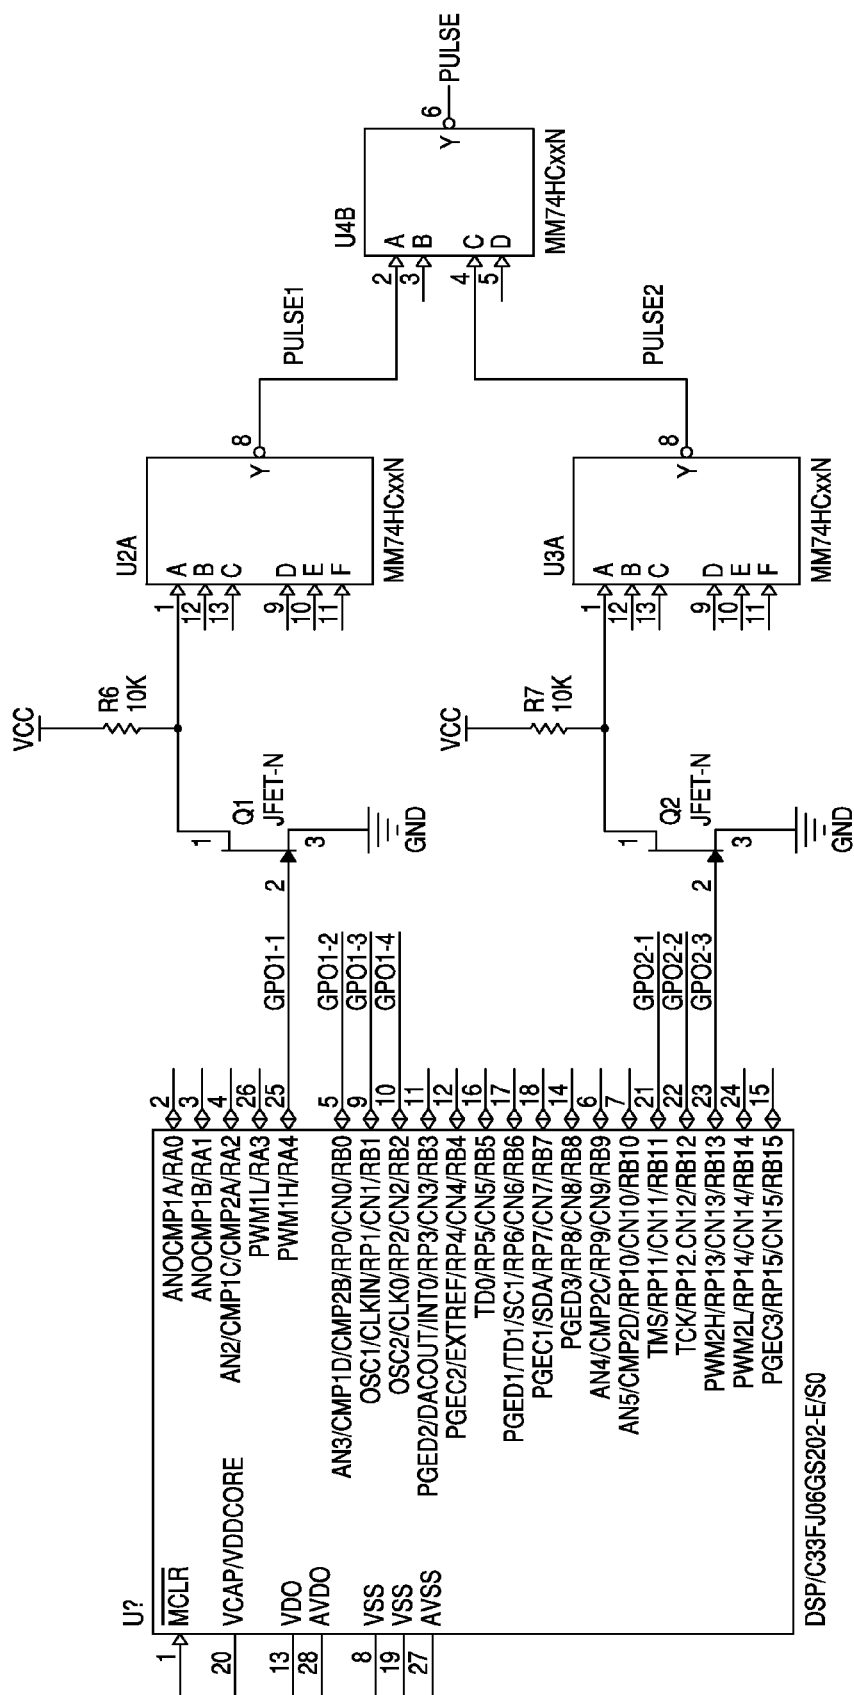 U?
1
MCLR
20
VCAP/VDDCORE
13
VDO
28
AVDO
8
VSS
19
VSS
27
AVSS
DSP/C33FJ06GS202-E/S0
ANOCMP1A/RA0
2
ANOCMP1B/RA1
3
AN2/CMP1C/CMP2A/RA2
4
PWM1L/RA3
26
PWM1H/RA4
25
AN3/CMP1D/CMP2B/RP0/CN0/RB0
5
OSC1/CLKIN/RP1/CN1/RB1
9
OSC2/CLK0/RP2/CN2/RB2
10
PGED2/DACOUT/INT0/RP3/CN3/RB3
11
PGEC2/EXTREF/RP4/CN4/RB4
12
TD0/RP5/CN5/RB5
16
PGED1/TD1/SC1/RP6/CN6/RB6
17
PGEC1/SDA/RP7/CN7/RB7
18
PGED3/RP8/CN8/RB8
14
AN4/CMP2C/RP9/CN9/RB9
6
AN5/CMP2D/RP10/CN10/RB10
7
TMS/RP11/CN11/RB11
21
TCK/RP12.CN12/RB12
22
PWM2H/RP13/CN13/RB13
23
PWM2L/RP14/CN14/RB14
24
PGEC3/RP15/CN15/RB15
15
GPO1-1
GPO1-2
GPO1-3
GPO1-4
GPO2-1
GPO2-2
GPO2-3
VCC
R6
10K
1
Q1
JFET-N
2
3
GND
VCC
R7
10K
1
Q2
JFET-N
2
3
GND
U2A
1
A
12
B
13
C
9
D
10
E
11
F
Y
8
MM74HCxxN
U3A
1
A
12
B
13
C
9
D
10
E
11
F
Y
8
MM74HCxxN
PULSE1
PULSE2
U4B
2
A
3
B
4
C
5
D
Y
6
MM74HCxxN
PULSE